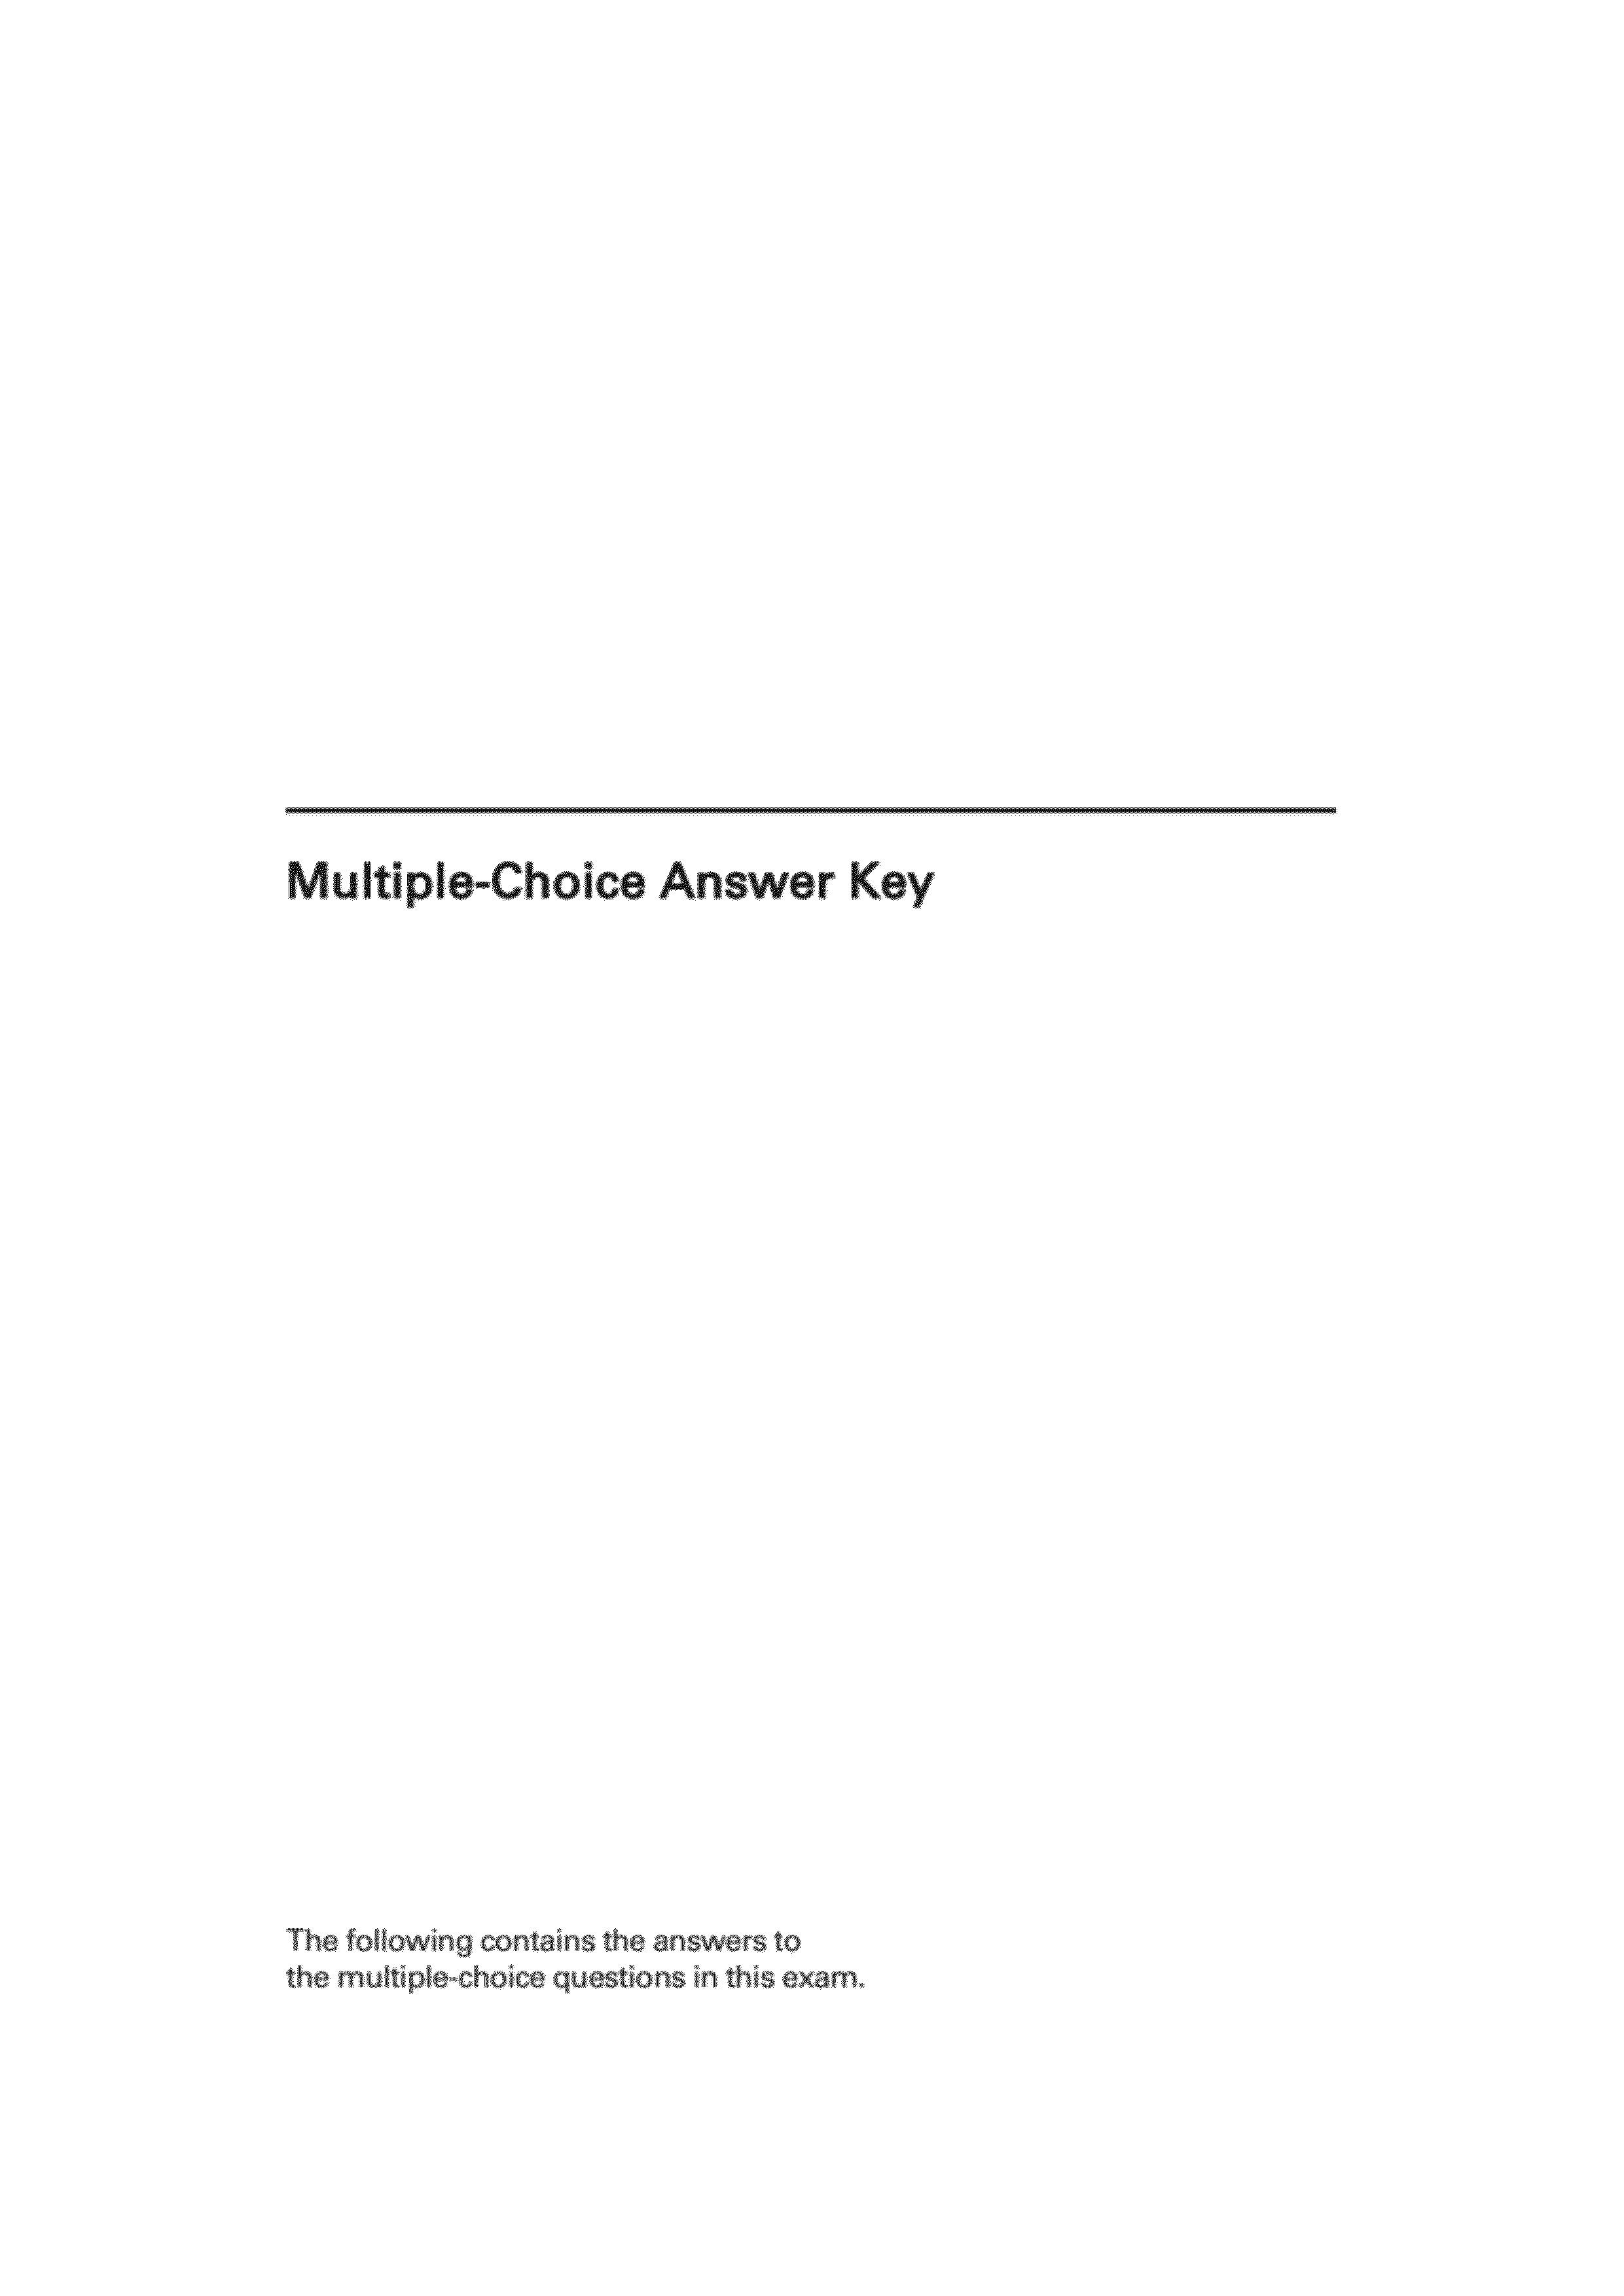 Multiple-Choice Answer Key
The following contains the answers to
the multiple-choice questions in this exam.